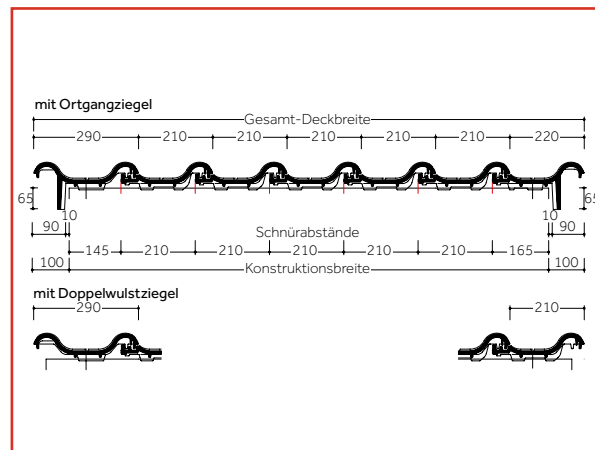 mit Ortgangziegel
Gesamt-Deckbreite
290 210 210 210 210 210 220
65 65
10 10
90 Schnürabstände 90
145 210 210 210 210 210 165
100 Konstruktionsbreite 100
mit Doppelwulstziegel
290 210